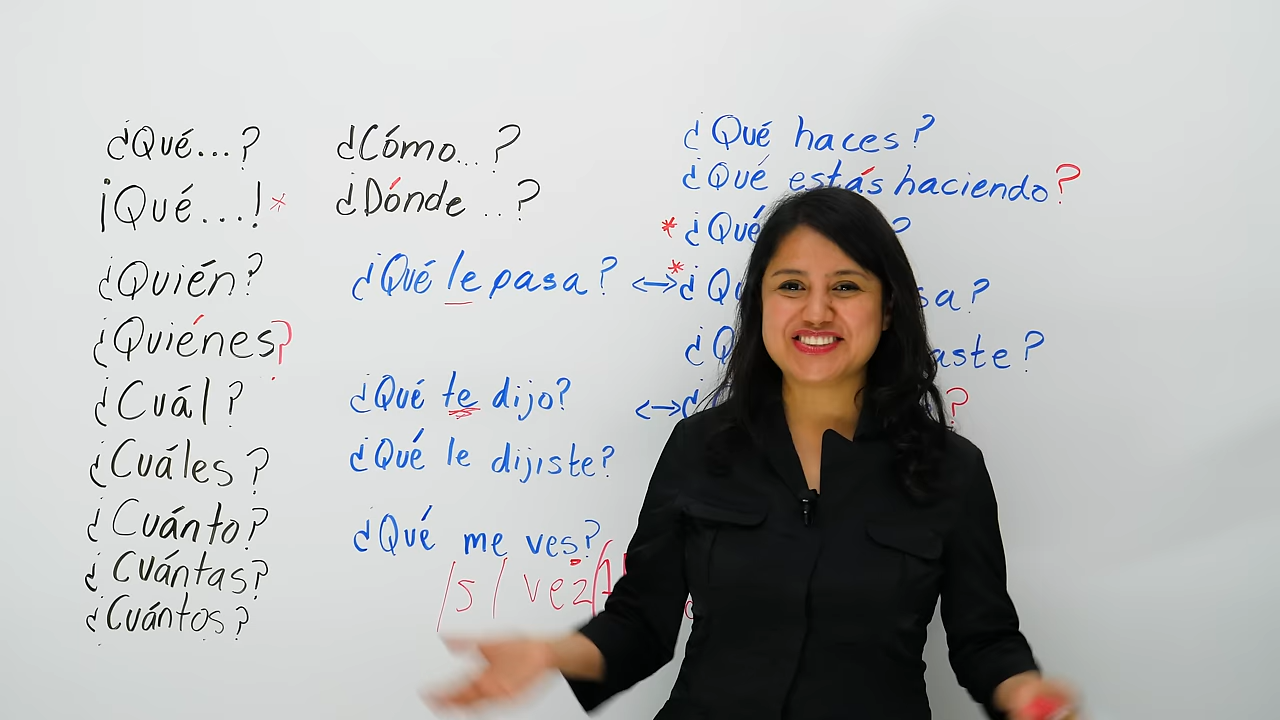 ¿Qué...?
¡Qué...!*
¿Quién?
¿Quiénes?
¿Cuál?
¿Cuáles?
¿Cuánto?
¿Cuántas?
¿Cuántos?
¿Cómo...?
¿Dónde...?
¿Qué le pasa?
¿Qué te dijo?
¿Qué le dijiste?
¿Qué me ves?
/s/ vez
¿Qué haces?
¿Qué estás haciendo?
*¿Qué ?